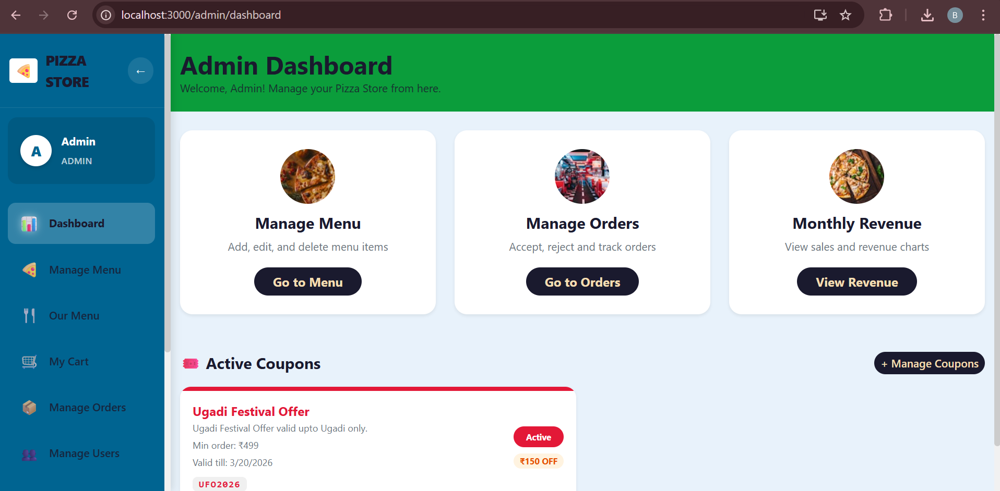 localhost:3000/admin/dashboard
B
PIZZA
STORE
←
A
Admin
ADMIN
Dashboard
Manage Menu
Our Menu
My Cart
Manage Orders
Manage Users
Admin Dashboard
Welcome, Admin! Manage your Pizza Store from here.
Manage Menu
Add, edit, and delete menu items
Go to Menu
Manage Orders
Accept, reject and track orders
Go to Orders
Monthly Revenue
View sales and revenue charts
View Revenue
Active Coupons
+ Manage Coupons
Ugadi Festival Offer
Ugadi Festival Offer valid upto Ugadi only.
Min order: ₹499
Valid till: 3/20/2026
UFO2026
Active
₹150 OFF